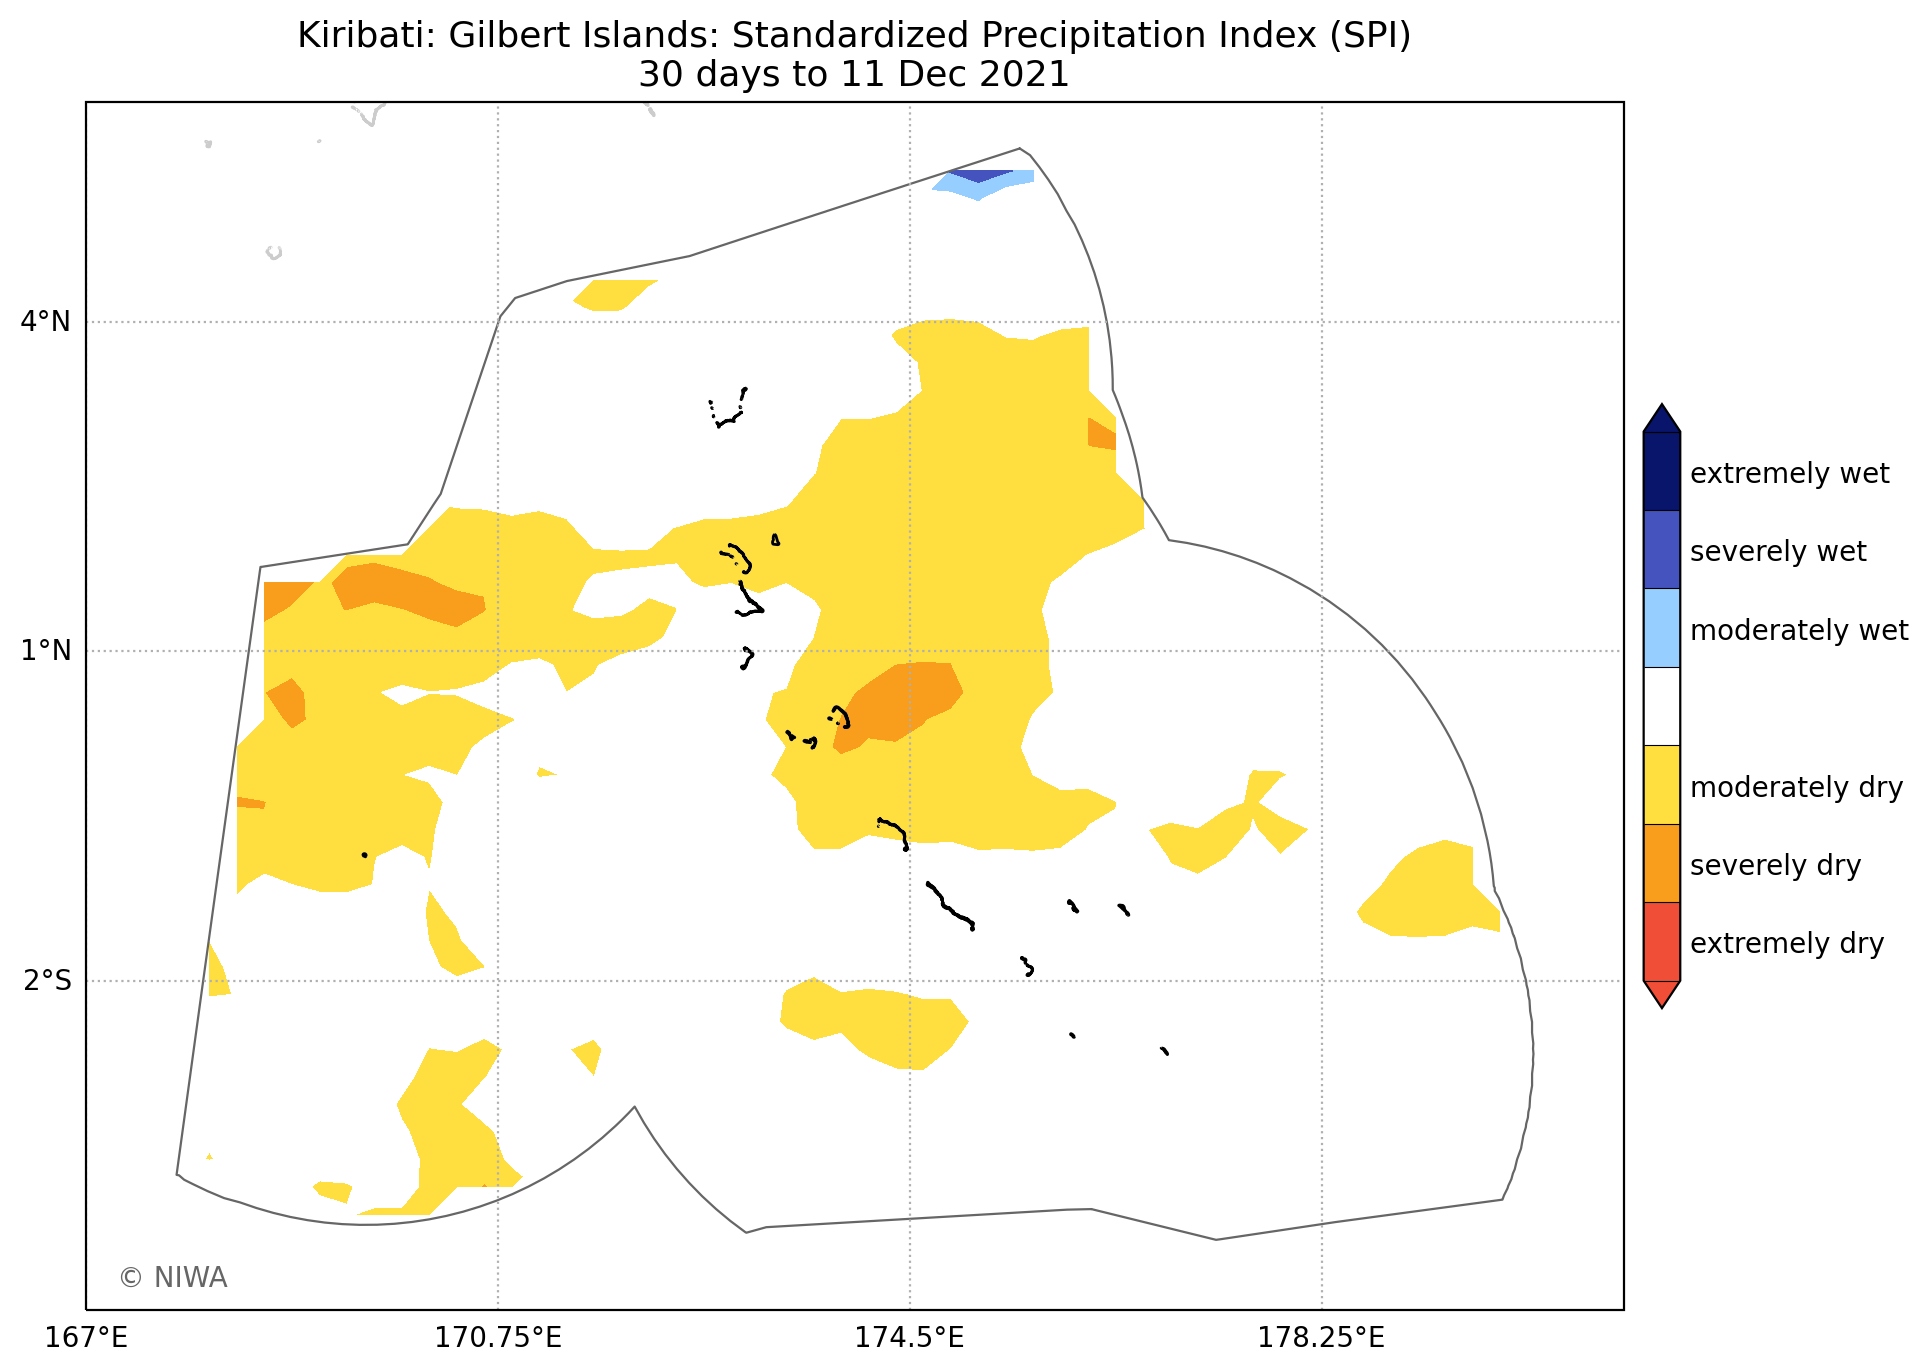 Kiribati: Gilbert Islands: Standardized Precipitation Index (SPI)
30 days to 11 Dec 2021
4°N
1°N
2°S
167°E
170.75°E
174.5°E
178.25°E
extremely wet
severely wet
moderately wet
moderately dry
severely dry
extremely dry
© NIWA